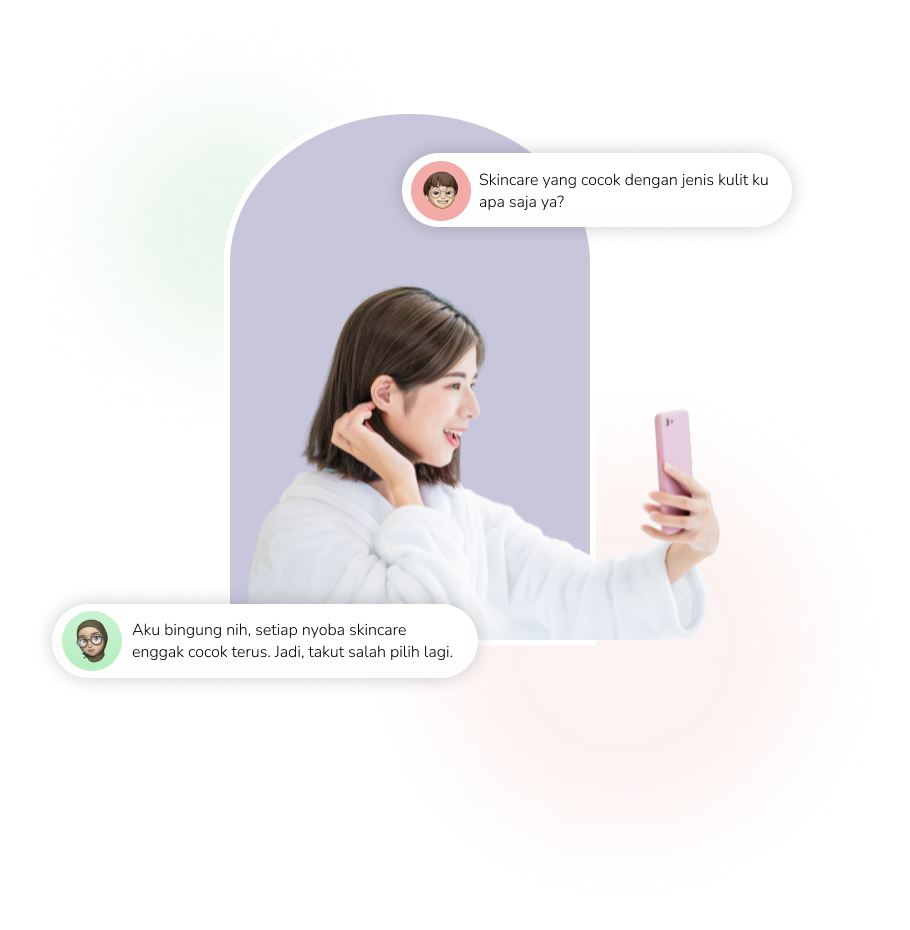 Skincare yang cocok dengan jenis kulit ku
apa saja ya?
Aku bingung nih, setiap nyoba skincare
enggak cocok terus. Jadi, takut salah pilih lagi.